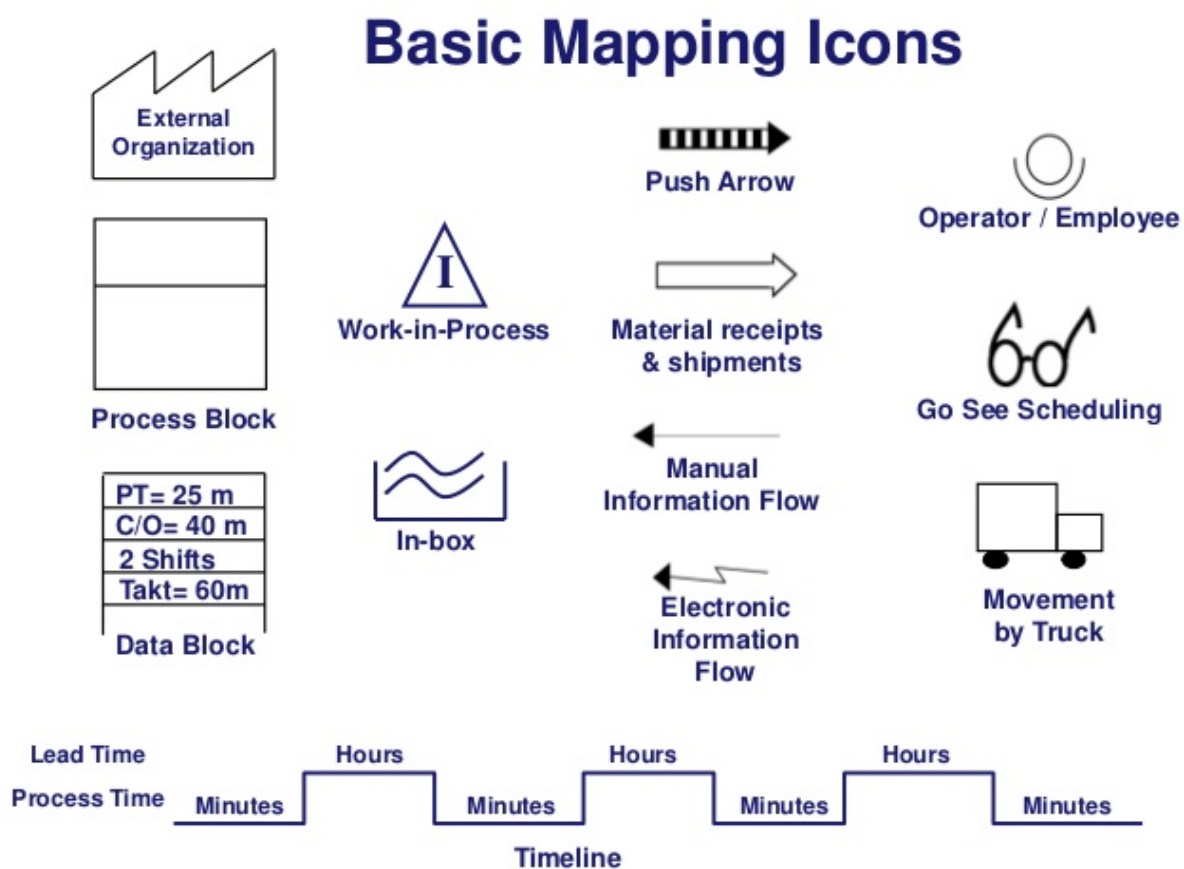 Basic Mapping Icons
External
Organization
Process Block
PT= 25 m
C/O= 40 m
2 Shifts
Takt= 60m
Data Block
I
Work-in-Process
In-box
Push Arrow
Material receipts
& shipments
Manual
Information Flow
Electronic
Information
Flow
Operator / Employee
Go See Scheduling
Movement
by Truck
Lead Time Hours Hours Hours
Process Time Minutes Minutes Minutes Minutes
Timeline